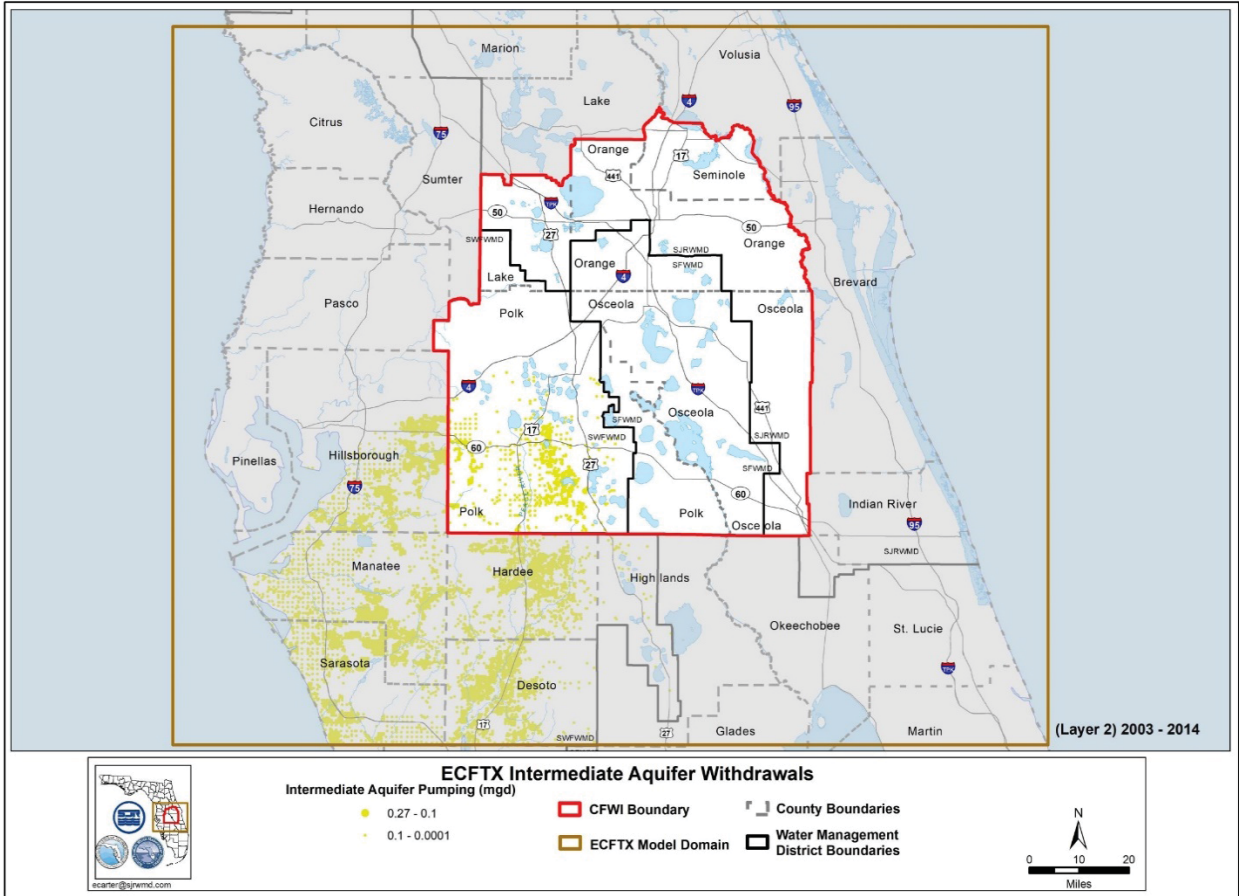 Marion
Volusia
Lake
4
95
Citrus
75
Orange
17
441
Seminole
Sumter
Hernando
TPK
50
27
50
SWFWMD
Orange
SJRWMD
SFWMD
Orange
4
Lake
Brevard
Pasco
Polk
Osceola
Osceola
4
TPK
441
17
SFWMD
Osceola
60
SWFWMD
SJRWMD
Pinellas
Hillsborough
27
SFWMD
75
60
Polk
Polk
Osceola
Indian River
95
SJRWMD
Manatee
Hardee
Highlands
Okeechobee
St. Lucie
Sarasota
Desoto
TPK
17
SWFWMD
27
Glades
Martin
(Layer 2) 2003 - 2014
ECFTX Intermediate Aquifer Withdrawals
Intermediate Aquifer Pumping (mgd)
0.27 - 0.1
0.1 - 0.0001
CFWI Boundary
ECFTX Model Domain
County Boundaries
Water Management
District Boundaries
N
0 10 20
Miles
ecarter@sjrwmd.com